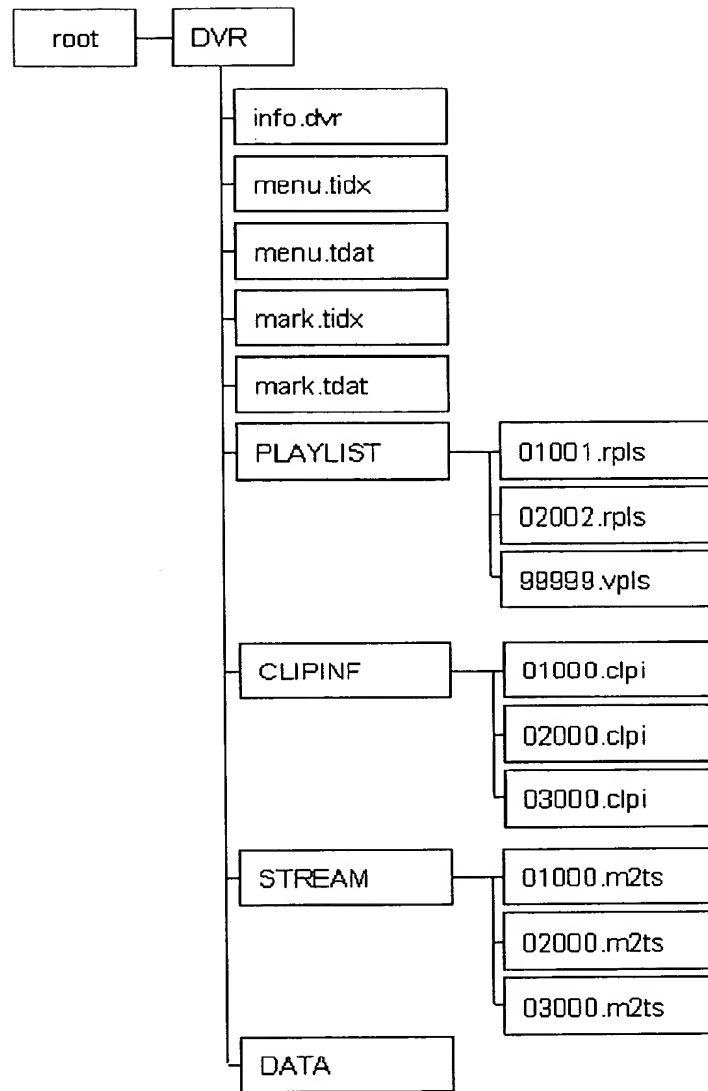 root
DVR
info.dvr
menu.tidx
menu.tdat
mark.tidx
mark.tdat
PLAYLIST
01001.rpls
02002.rpls
99999.vpls
CLIPINF
01000.clpi
02000.clpi
03000.clpi
STREAM
01000.m2ts
02000.m2ts
03000.m2ts
DATA